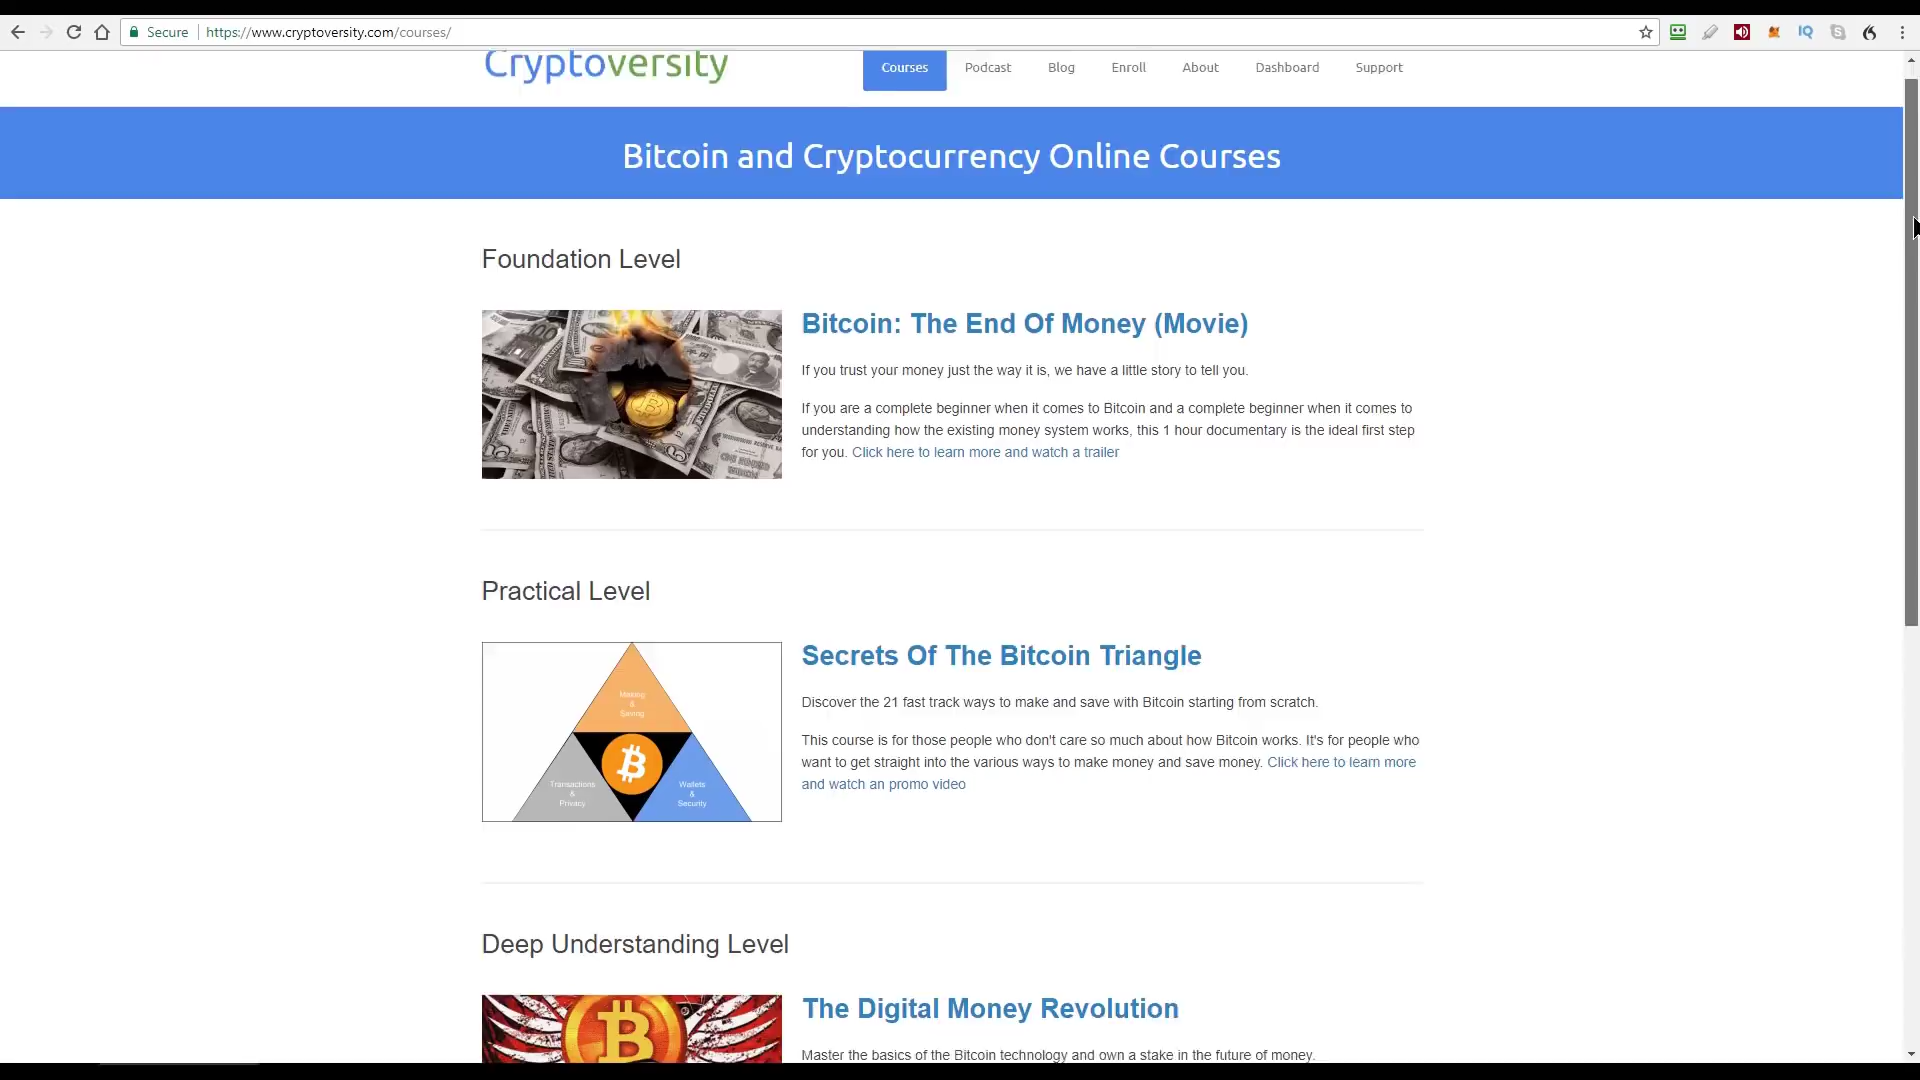 Secure https://www.cryptoversity.com/courses/
IQ
Cryptoversity
Courses Podcast Blog Enroll About Dashboard Support
Bitcoin and Cryptocurrency Online Courses
Foundation Level
Bitcoin: The End Of Money (Movie)
If you trust your money just the way it is, we have a little story to tell you.
If you are a complete beginner when it comes to Bitcoin and a complete beginner when it comes to
understanding how the existing money system works, this 1 hour documentary is the ideal first step
for you. Click here to learn more and watch a trailer
Practical Level
Making
&
Saving
Transactions
&
Privacy
Wallets
&
Security
Secrets Of The Bitcoin Triangle
Discover the 21 fast track ways to make and save with Bitcoin starting from scratch.
This course is for those people who don't care so much about how Bitcoin works. It's for people who
want to get straight into the various ways to make money and save money. Click here to learn more
and watch an promo video
Deep Understanding Level
The Digital Money Revolution
Master the basics of the Bitcoin technology and own a stake in the future of money.